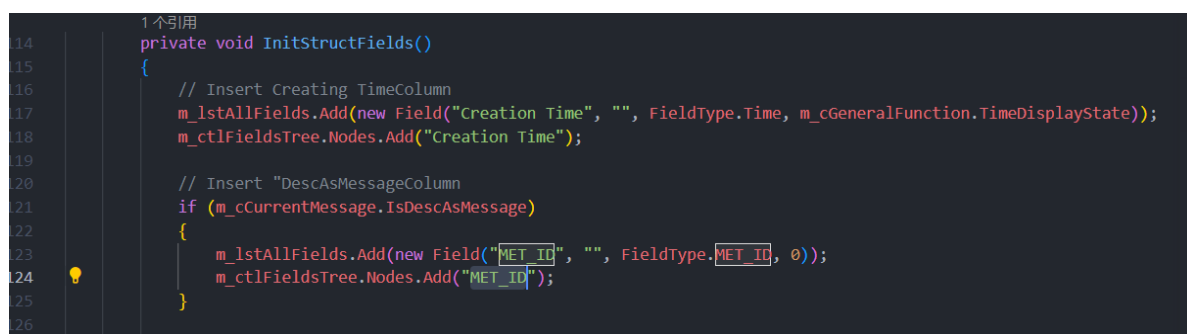 1 个引用
114 private void InitStructFields()
115 {
116 // Insert Creating TimeColumn
117 m_lstAllFields.Add(new Field("Creation Time", "", FieldType.Time, m_cGeneralFunction.TimeDisplayState));
118 m_ctlFieldsTree.Nodes.Add("Creation Time");
119
120 // Insert "DescAsMessageColumn
121 if (m_cCurrentMessage.IsDescAsMessage)
122 {
123 m_lstAllFields.Add(new Field("MET_ID", "", FieldType.MET_ID, 0));
124 m_ctlFieldsTree.Nodes.Add("MET_ID");
125 }
126